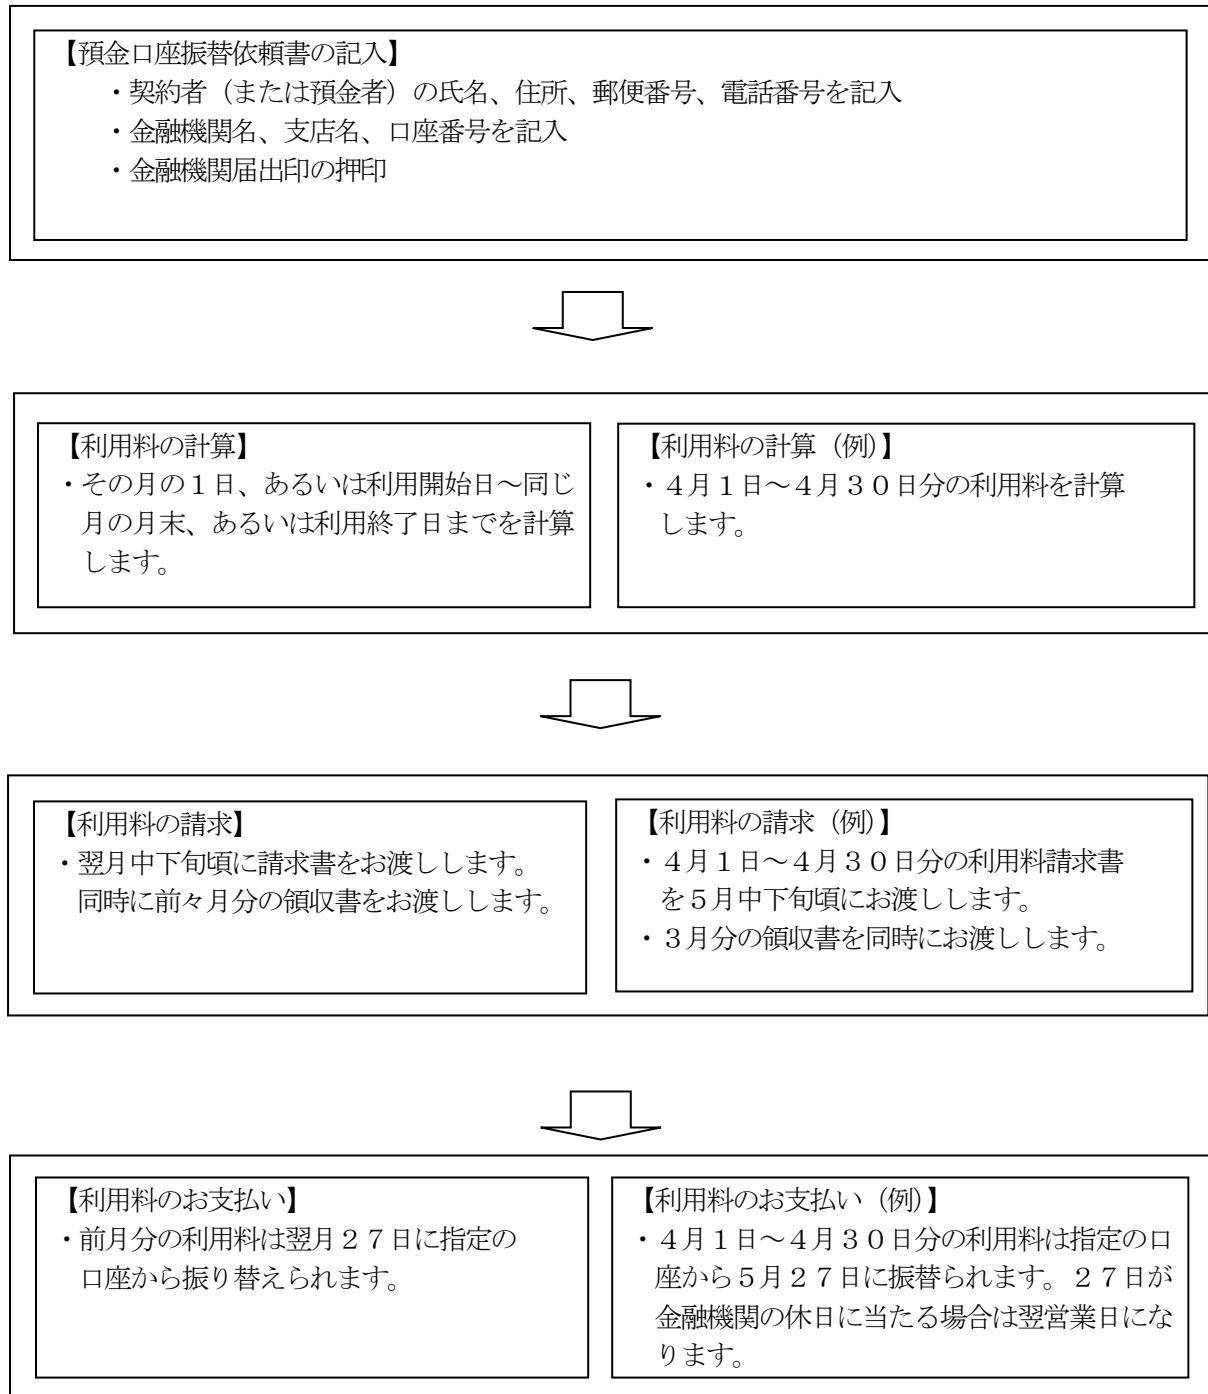 【預金口座振替依頼書の記入】
・契約者（または預金者）の氏名、住所、郵便番号、電話番号を記入
・金融機関名、支店名、口座番号を記入
・金融機関届出印の押印
【利用料の計算】
・その月の１日、あるいは利用開始日～同じ
月の月末、あるいは利用終了日までを計算
します。
【利用料の計算（例）】
・４月１日～４月３０日分の利用料を計算
します。
【利用料の請求】
・翌月中下旬頃に請求書をお渡しします。
同時に前々月分の領収書をお渡しします。
【利用料の請求（例）】
・４月１日～４月３０日分の利用料請求書
を５月中下旬頃にお渡しします。
・３月分の領収書を同時にお渡しします。
【利用料のお支払い】
・前月分の利用料は翌月２７日に指定の
口座から振り替えられます。
【利用料のお支払い（例）】
・４月１日～４月３０日分の利用料は指定の口
座から５月２７日に振替られます。２７日が
金融機関の休日に当たる場合は翌営業日にな
ります。